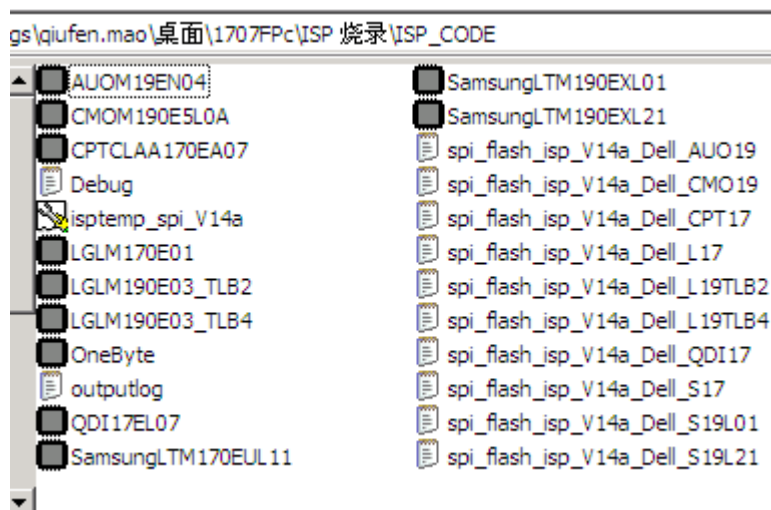 gs\qiufen.mao\桌面\1707FPc\ISP 烧录\ISP_CODE
AUOM19EN04
CMOM190E5L0A
CPTCLAA170EA07
Debug
isptemp_spi_V14a
LGLM170E01
LGLM190E03_TLB2
LGLM190E03_TLB4
OneByte
outputlog
QDI17EL07
SamsungLTM170EUL11
SamsungLTM190EXL01
SamsungLTM190EXL21
spi_flash_isp_V14a_Dell_AUO19
spi_flash_isp_V14a_Dell_CMO19
spi_flash_isp_V14a_Dell_CPT17
spi_flash_isp_V14a_Dell_L17
spi_flash_isp_V14a_Dell_L19TLB2
spi_flash_isp_V14a_Dell_L19TLB4
spi_flash_isp_V14a_Dell_QDI17
spi_flash_isp_V14a_Dell_S17
spi_flash_isp_V14a_Dell_S19L01
spi_flash_isp_V14a_Dell_S19L21